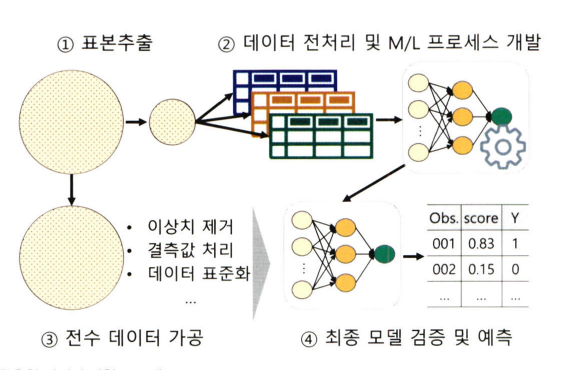 ① 표본추출
② 데이터 전처리 및 M/L 프로세스 개발
• 이상치 제거
• 결측값 처리
• 데이터 표준화
...
Obs. score Y
001 0.83 1
002 0.15 0
... ... ...
③ 전수 데이터 가공
④ 최종 모델 검증 및 예측